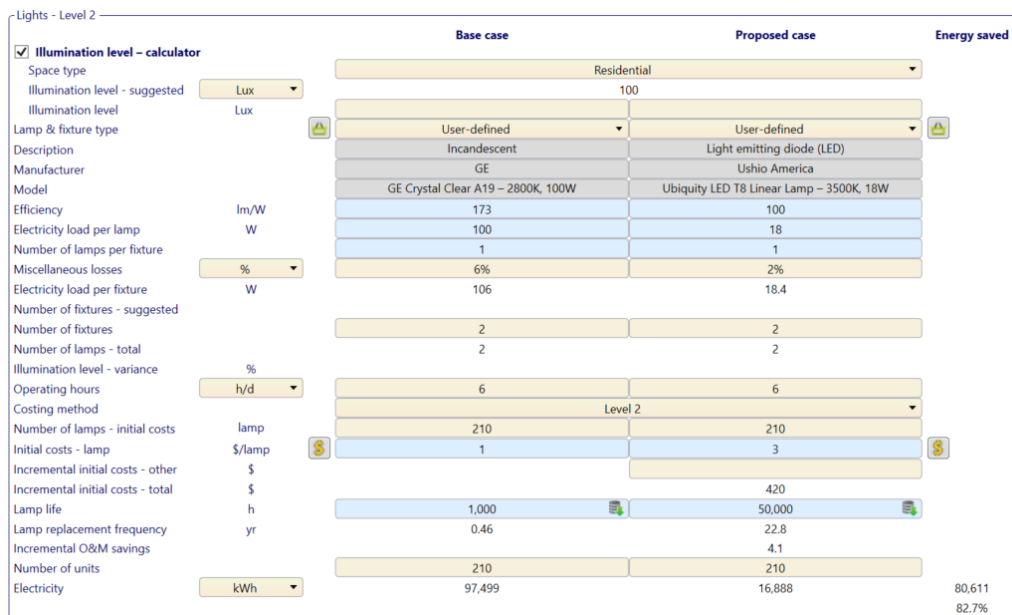 Lights - Level 2
Base case Proposed case Energy saved
Illumination level – calculator
Space type Residential
Illumination level - suggested Lux 100
Illumination level Lux
Lamp & fixture type User-defined User-defined
Description Incandescent Light emitting diode (LED)
Manufacturer GE Ushio America
Model GE Crystal Clear A19 – 2800K, 100W Ubiquity LED T8 Linear Lamp – 3500K, 18W
Efficiency lm/W 173 100
Electricity load per lamp W 100 18
Number of lamps per fixture 1 1
Miscellaneous losses % 6% 2%
Electricity load per fixture W 106 18.4
Number of fixtures - suggested
Number of fixtures 2 2
Number of lamps - total 2 2
Illumination level - variance %
Operating hours h/d 6 6
Costing method Level 2
Number of lamps - initial costs lamp 210 210
Initial costs - lamp $/lamp $ 1 3 $
Incremental initial costs - other $
Incremental initial costs - total $ 420
Lamp life h 1,000 50,000
Lamp replacement frequency yr 0.46 22.8
Incremental O&M savings 4.1
Number of units 210 210
Electricity kWh 97,499 16,888 80,611
82.7%